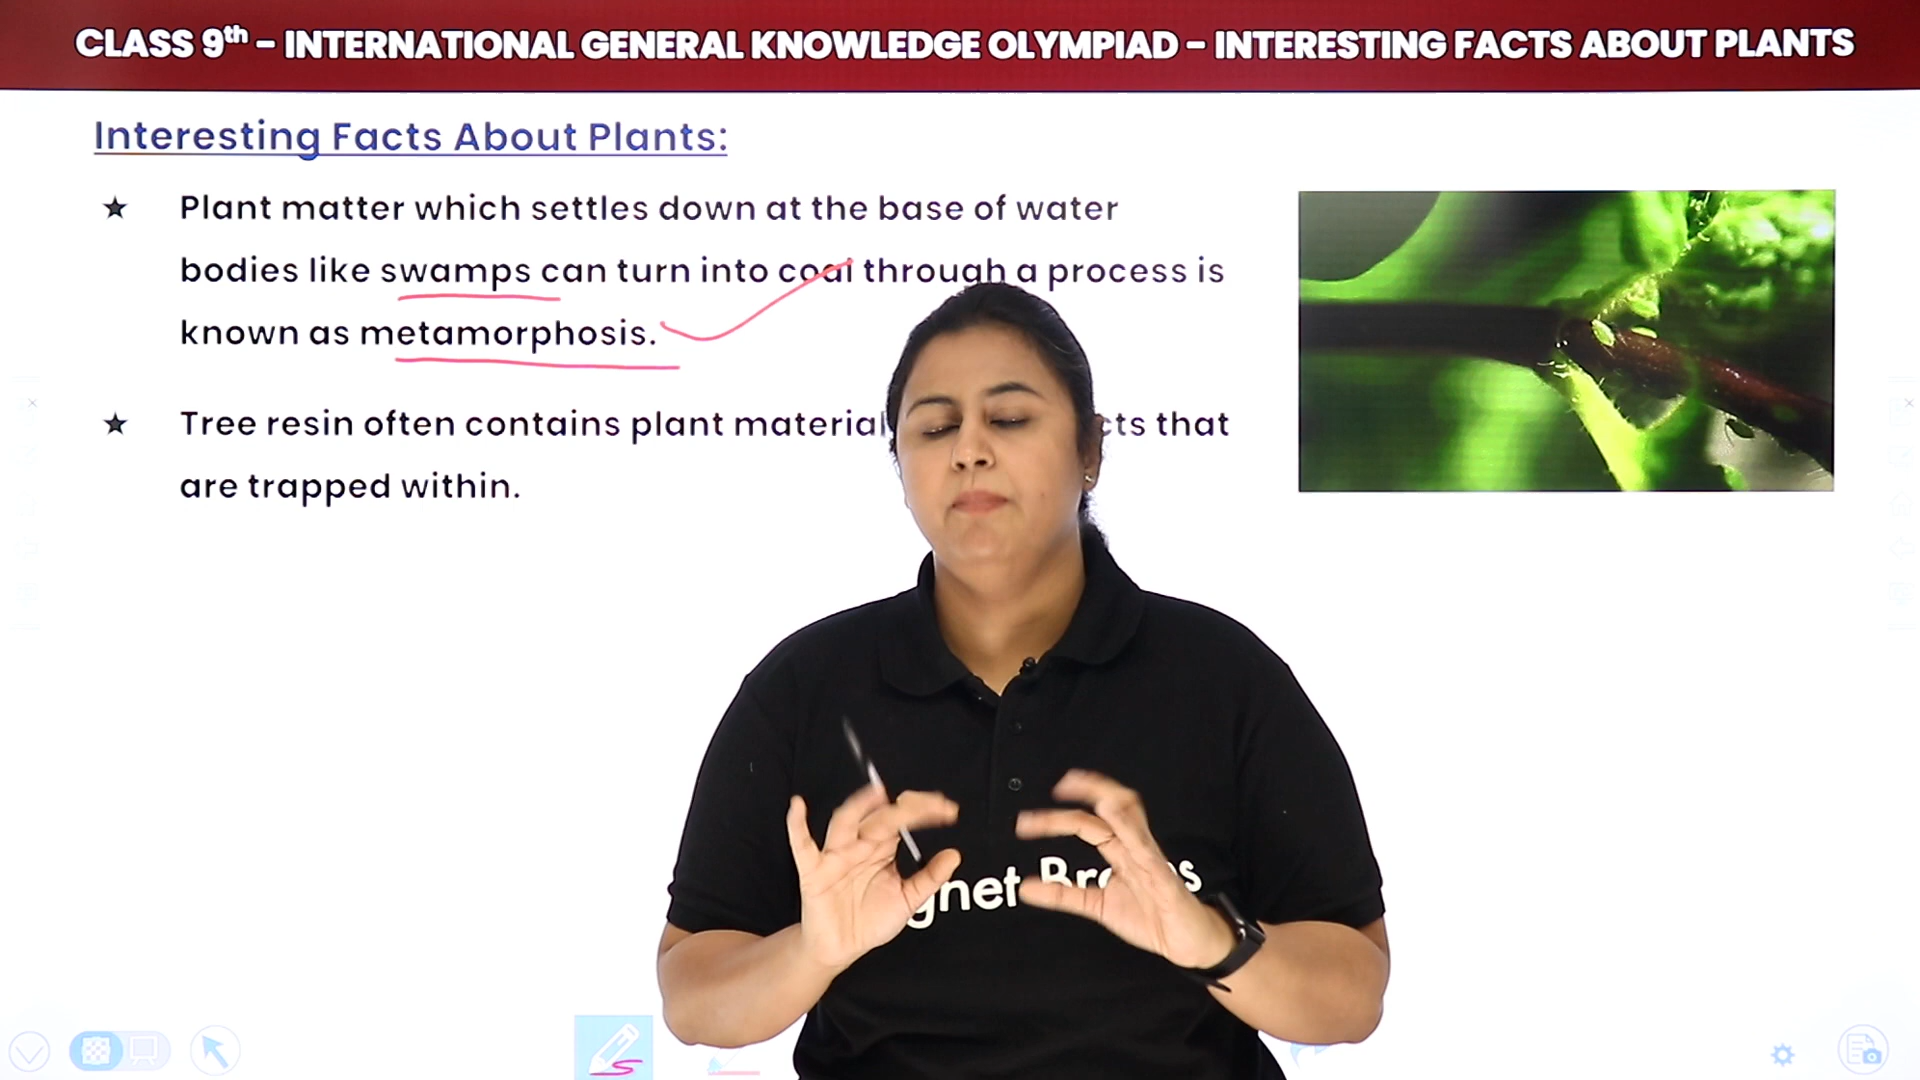 CLASS 9th - INTERNATIONAL GENERAL KNOWLEDGE OLYMPIAD - INTERESTING FACTS ABOUT PLANTS
Interesting Facts About Plants:
★ Plant matter which settles down at the base of water
bodies like swamps can turn into coal through a process is
known as metamorphosis.
★ Tree resin often contains plant material
that
are trapped within.